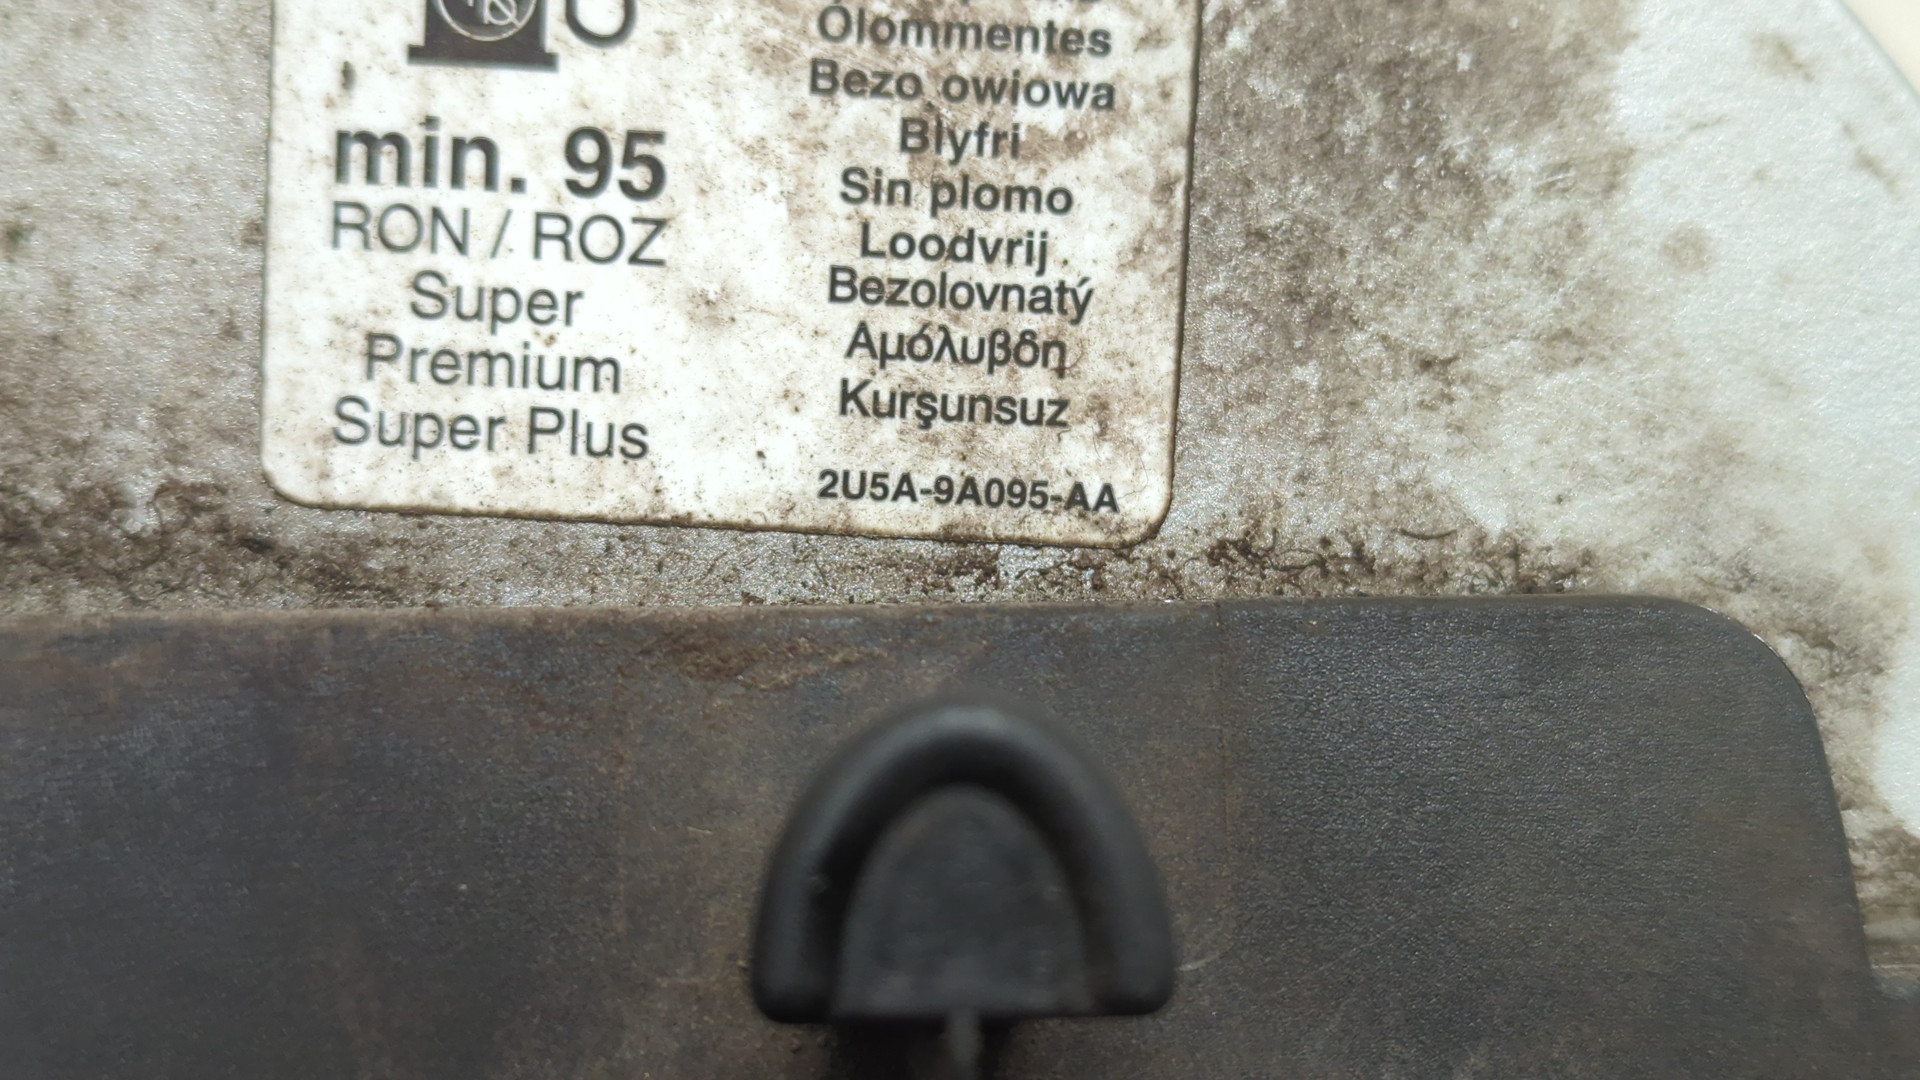 min. 95
RON / ROZ
Super
Premium
Super Plus
Ólommentes
Bezo owiowa
Blyfri
Sin plomo
Loodvrij
Bezolovnatý
Αμόλυβδη
Kurşunsuz
2U5A-9A095-AA